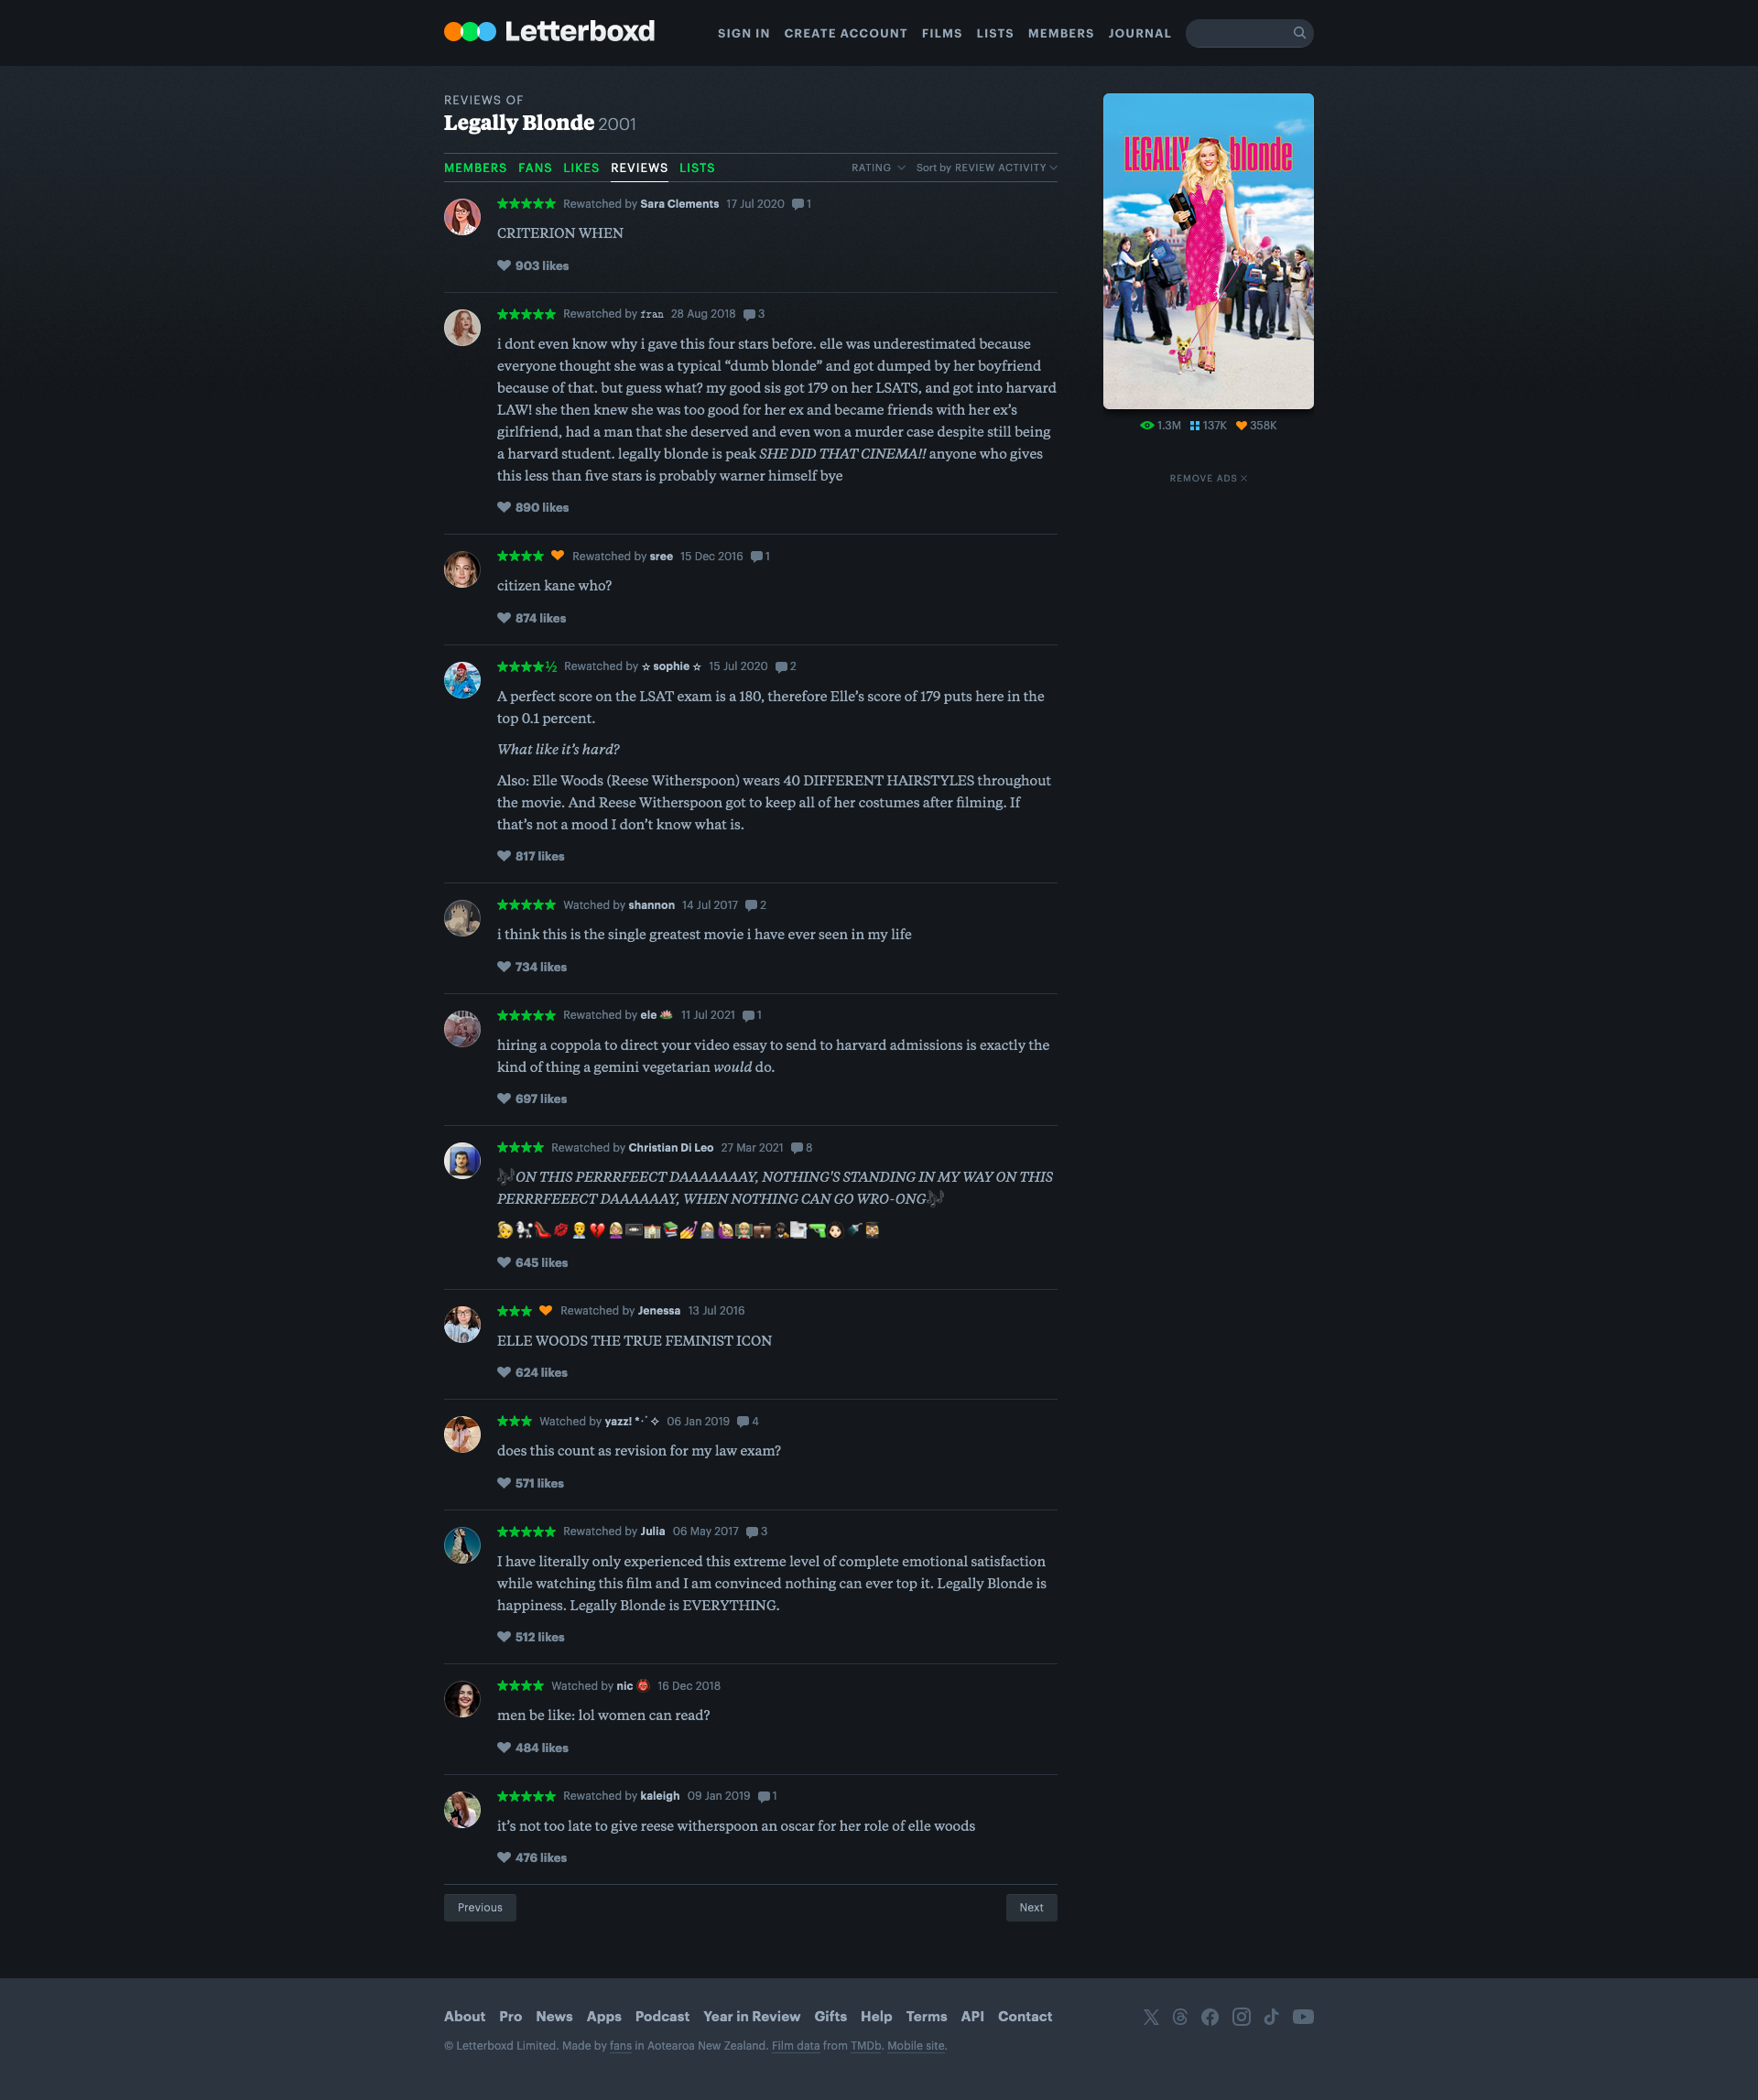 Letterboxd
SIGN IN CREATE ACCOUNT FILMS LISTS MEMBERS JOURNAL
REVIEWS OF
Legally Blonde 2001
MEMBERS FANS LIKES REVIEWS LISTS RATING Sort by REVIEW ACTIVITY
LEGALLY blonde
1.3M 137K 358K
REMOVE ADS
★★★★★ Rewatched by Sara Clements 17 Jul 2020 1
CRITERION WHEN
903 likes
★★★★★ Rewatched by fran 28 Aug 2018 3
i dont even know why i gave this four stars before. elle was underestimated because
everyone thought she was a typical “dumb blonde” and got dumped by her boyfriend
because of that. but guess what? my good sis got 179 on her LSATS, and got into harvard
LAW! she then knew she was too good for her ex and became friends with her ex’s
girlfriend, had a man that she deserved and even won a murder case despite still being
a harvard student. legally blonde is peak SHE DID THAT CINEMA!! anyone who gives
this less than five stars is probably warner himself bye
890 likes
★★★★ Rewatched by sree 15 Dec 2016 1
citizen kane who?
874 likes
★★★★½ Rewatched by ☆ sophie ☆ 15 Jul 2020 2
A perfect score on the LSAT exam is a 180, therefore Elle’s score of 179 puts here in the
top 0.1 percent.
What like it’s hard?
Also: Elle Woods (Reese Witherspoon) wears 40 DIFFERENT HAIRSTYLES throughout
the movie. And Reese Witherspoon got to keep all of her costumes after filming. If
that’s not a mood I don’t know what is.
817 likes
★★★★★ Watched by shannon 14 Jul 2017 2
i think this is the single greatest movie i have ever seen in my life
734 likes
★★★★★ Rewatched by ele 🪷 11 Jul 2021 1
hiring a coppola to direct your video essay to send to harvard admissions is exactly the
kind of thing a gemini vegetarian would do.
697 likes
★★★★ Rewatched by Christian Di Leo 27 Mar 2021 8
🎶ON THIS PERRRFEECT DAAAAAAY, NOTHING'S STANDING IN MY WAY ON THIS
PERRRFEEECT DAAAAAAY, WHEN NOTHING CAN GO WRO-ONG🎶
645 likes
★★★ Rewatched by Jenessa 13 Jul 2016
ELLE WOODS THE TRUE FEMINIST ICON
624 likes
★★★ Watched by yazz! *･ﾟ✧ 06 Jan 2019 4
does this count as revision for my law exam?
571 likes
★★★★★ Rewatched by Julia 06 May 2017 3
I have literally only experienced this extreme level of complete emotional satisfaction
while watching this film and I am convinced nothing can ever top it. Legally Blonde is
happiness. Legally Blonde is EVERYTHING.
512 likes
★★★★ Watched by nic 16 Dec 2018
men be like: lol women can read?
484 likes
★★★★★ Rewatched by kaleigh 09 Jan 2019 1
it’s not too late to give reese witherspoon an oscar for her role of elle woods
476 likes
Previous Next
About Pro News Apps Podcast Year in Review Gifts Help Terms API Contact
© Letterboxd Limited. Made by fans in Aotearoa New Zealand. Film data from TMDb. Mobile site.